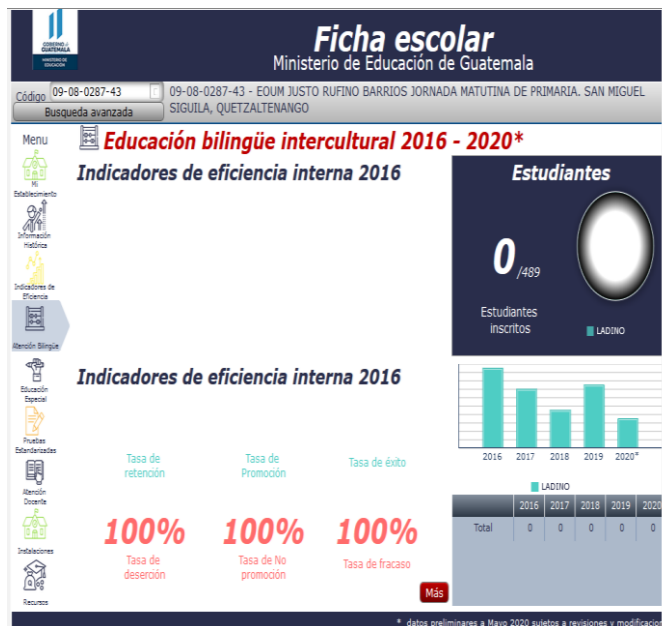 GOBIERNO de
GUATEMALA
MINISTERIO DE
EDUCACIÓN
Ficha escolar
Ministerio de Educación de Guatemala
Código 09-08-0287-43
Busqueda avanzada
09-08-0287-43 - EOUM JUSTO RUFINO BARRIOS JORNADA MATUTINA DE PRIMARIA. SAN MIGUEL
SIGUILA, QUETZALTENANGO
Menu
Mi
Establecimiento
Información
Histórica
Indicadores de
Eficiencia
Atención Bilingüe
Educación
Especial
Pruebas
Estandarizadas
Atención
Docente
Instalaciones
Recursos
Educación bilingüe intercultural 2016 - 2020*
Indicadores de eficiencia interna 2016
Estudiantes
0/489
Estudiantes
inscritos
LADINO
Indicadores de eficiencia interna 2016
Tasa de
retención
Tasa de
Promoción
Tasa de éxito
100%
Tasa de
deserción
100%
Tasa de No
promoción
100%
Tasa de fracaso
Más
2016 2017 2018 2019 2020*
LADINO
2016 2017 2018 2019 2020
Total 0 0 0 0 0
* datos preliminares a Mayo 2020 sujetos a revisiones y modificacion